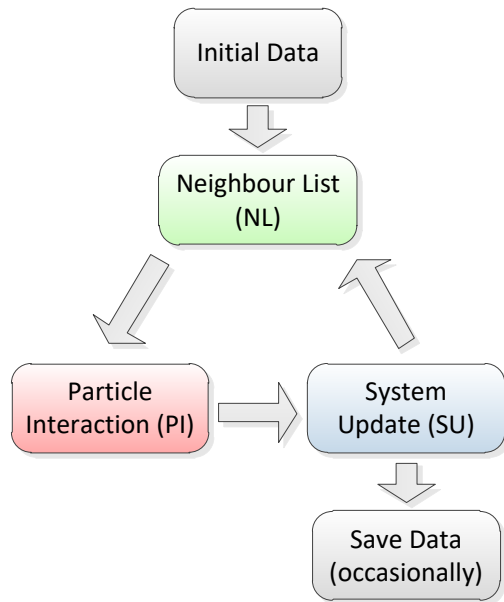 Initial Data
Neighbour List
(NL)
Particle
Interaction (PI)
System
Update (SU)
Save Data
(occasionally)